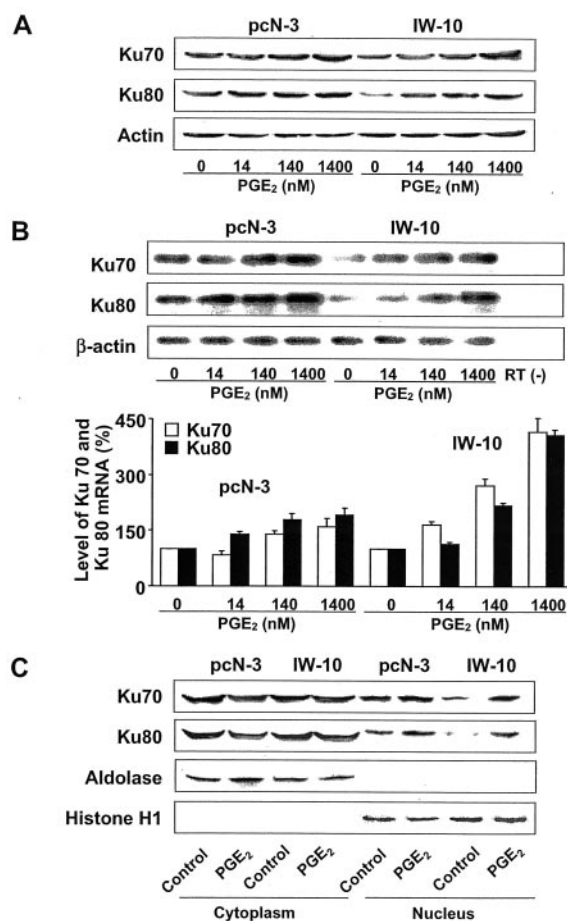 A
pcN-3 IW-10
Ku70
Ku80
Actin
0 14 140 1400 0 14 140 1400
PGE₂ (nM) PGE₂ (nM)
B
pcN-3 IW-10
Ku70
Ku80
β-actin
0 14 140 1400 0 14 140 1400 RT (-)
PGE₂ (nM) PGE₂ (nM)
Level of Ku 70 and
Ku 80 mRNA (%)
450
300
150
0
Ku70
Ku80
pcN-3
IW-10
0 14 140 1400 0 14 140 1400
PGE₂ (nM) PGE₂ (nM)
C
pcN-3 IW-10 pcN-3 IW-10
Ku70
Ku80
Aldolase
Histone H1
Control PGE₂ Control PGE₂ Control PGE₂ Control PGE₂
Cytoplasm Nucleus